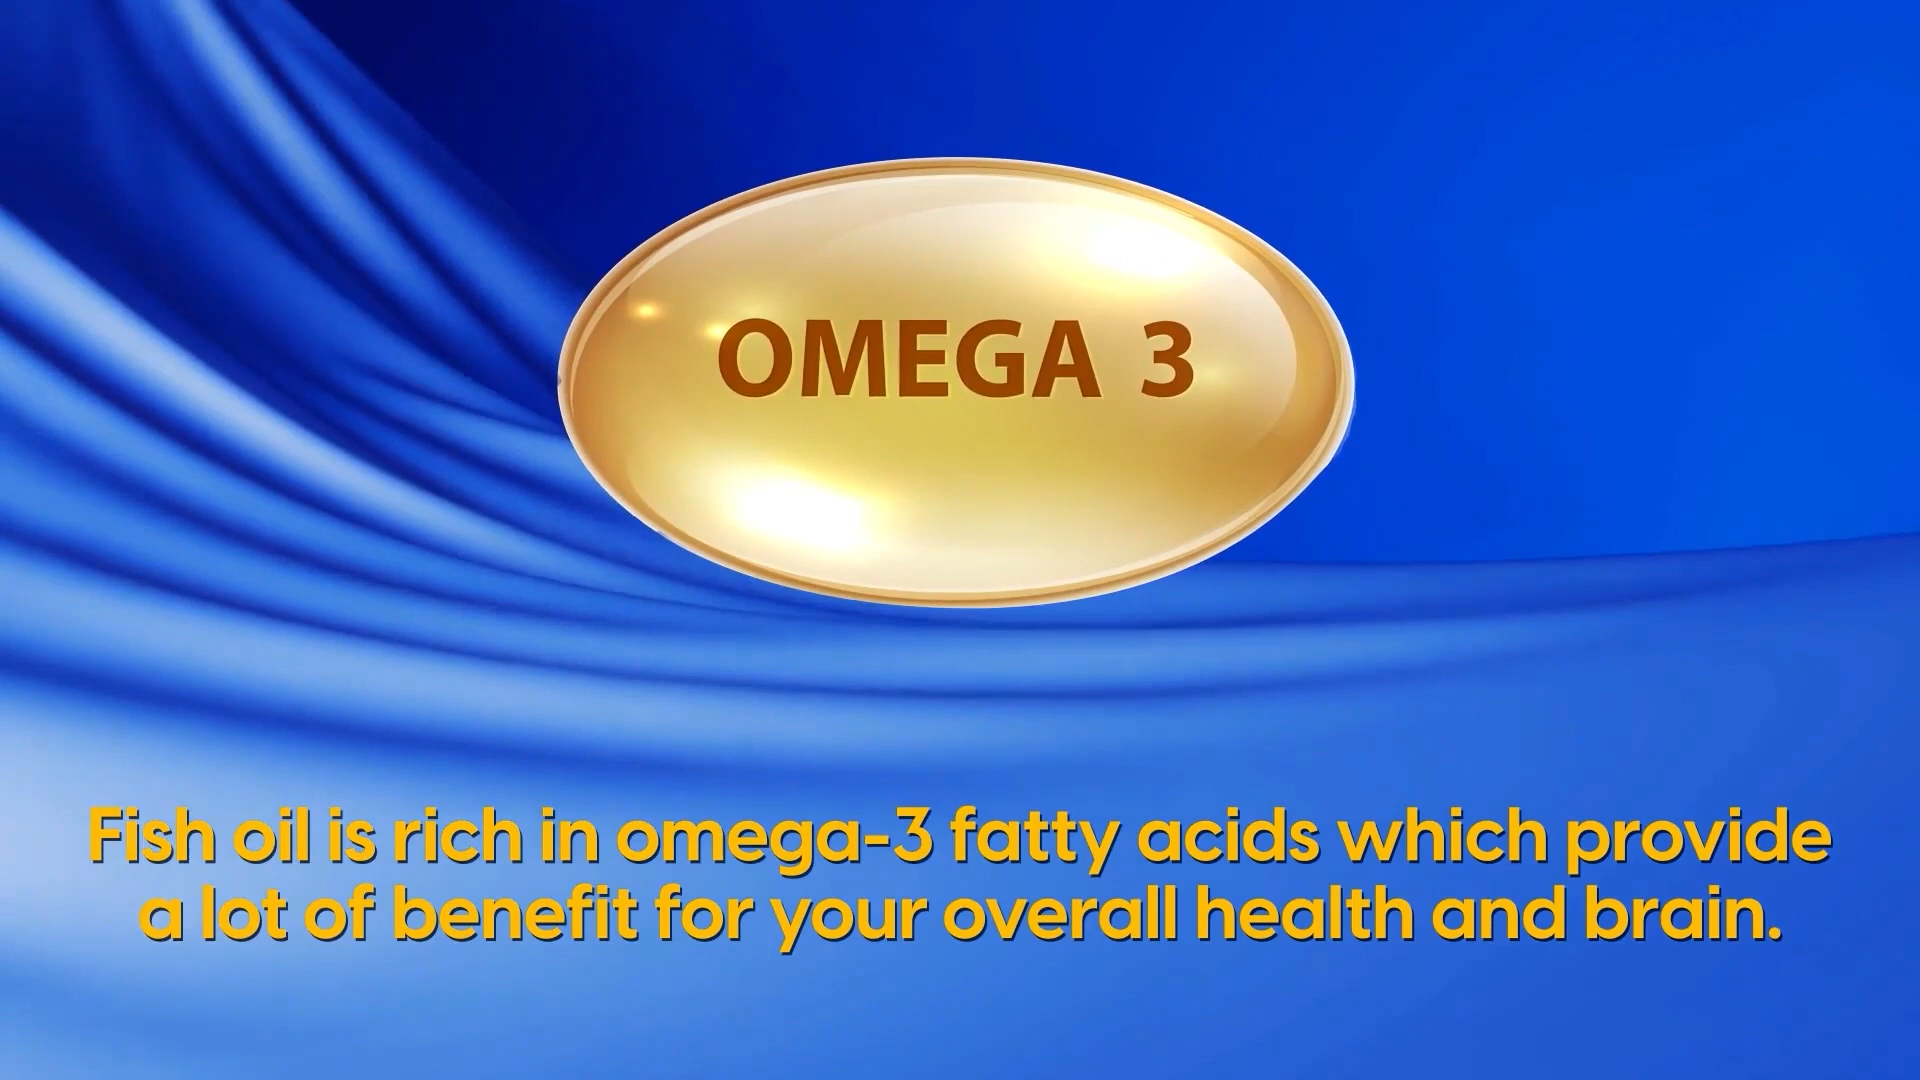 OMEGA 3
Fish oil is rich in omega-3 fatty acids which provide
a lot of benefit for your overall health and brain.